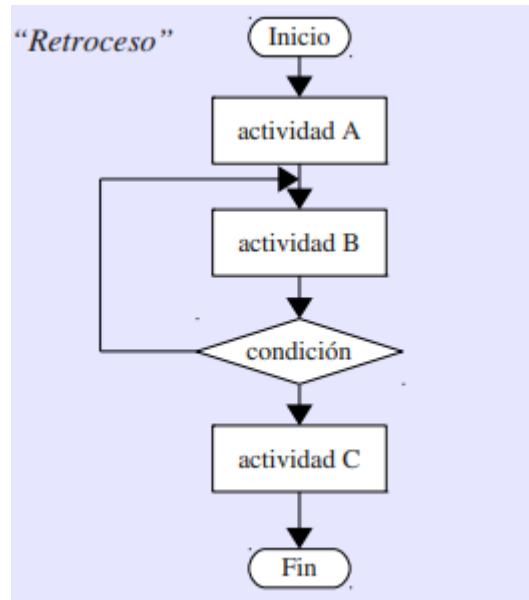 “Retroceso”
Inicio
actividad A
actividad B
condición
actividad C
Fin